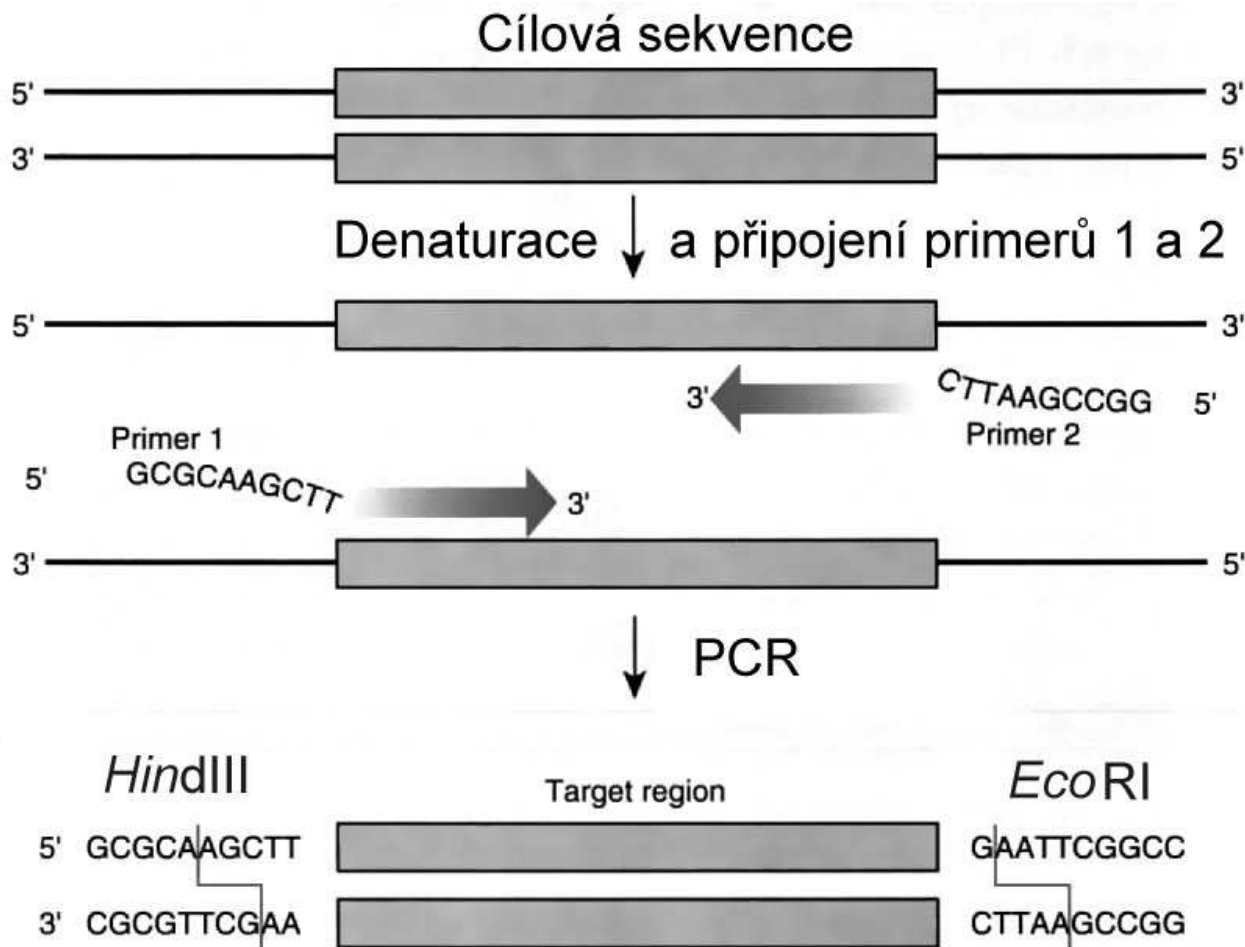 Cílová sekvence
5' 3'
3' 5'
Denaturace a připojení primerů 1 a 2
5' 3'
3' CTTAAGCCGG 5'
Primer 2
Primer 1
5' GCGCAAGCTT
3'
3' 5'
PCR
HindIII Target region EcoRI
5' GCGCAAGCTT GAATTCGGCC
3' CGCGTTCGAA CTTAAGCCGG